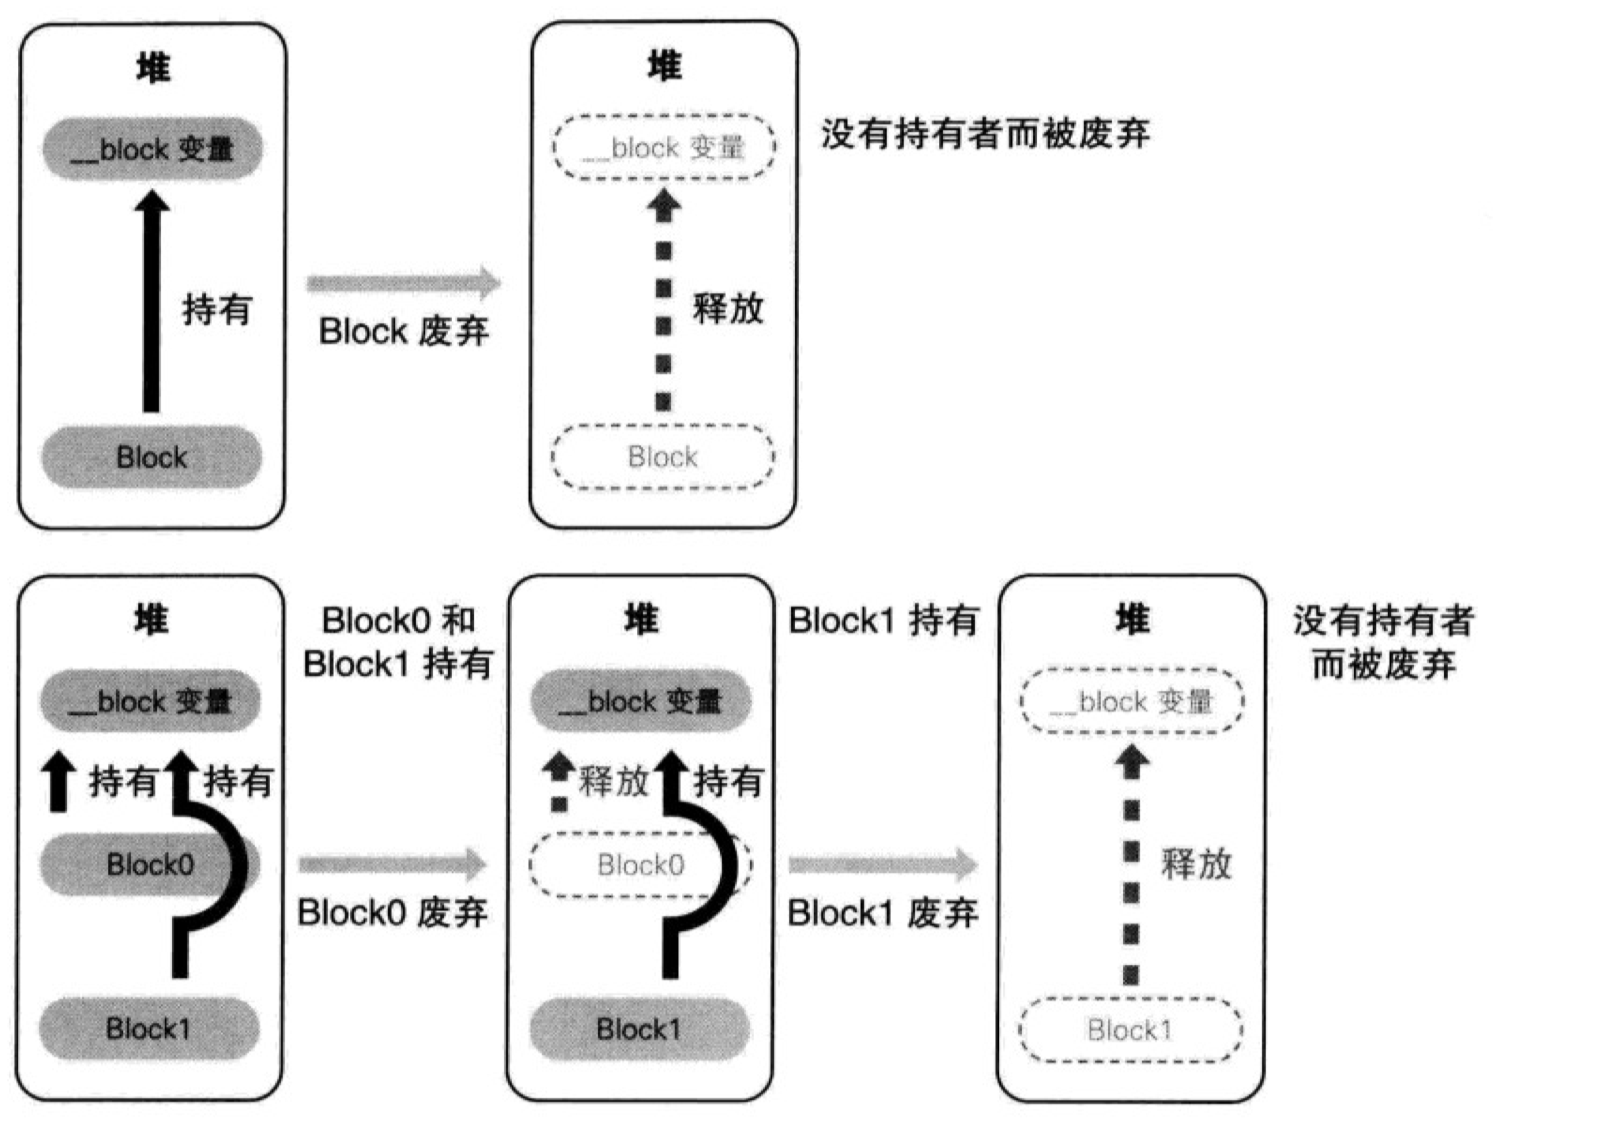 堆
__block 变量
持有
Block
Block 废弃
堆
__block 变量
释放
Block
没有持有者而被废弃
堆
__block 变量
持有
持有
Block0
Block1
Block0 和
Block1 持有
Block0 废弃
堆
__block 变量
释放
持有
Block0
Block1
Block1 持有
Block1 废弃
堆
__block 变量
释放
Block1
没有持有者
而被废弃